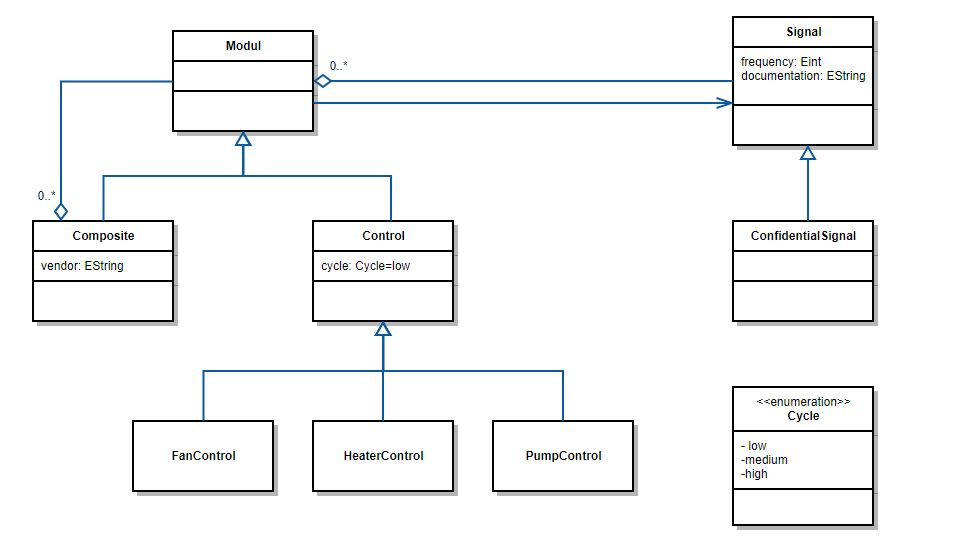 Modul
0..*
Signal
frequency: Eint
documentation: EString
0..*
Composite
vendor: EString
Control
cycle: Cycle=low
ConfidentialSignal
FanControl
HeaterControl
PumpControl
<<enumeration>>
Cycle
- low
-medium
-high